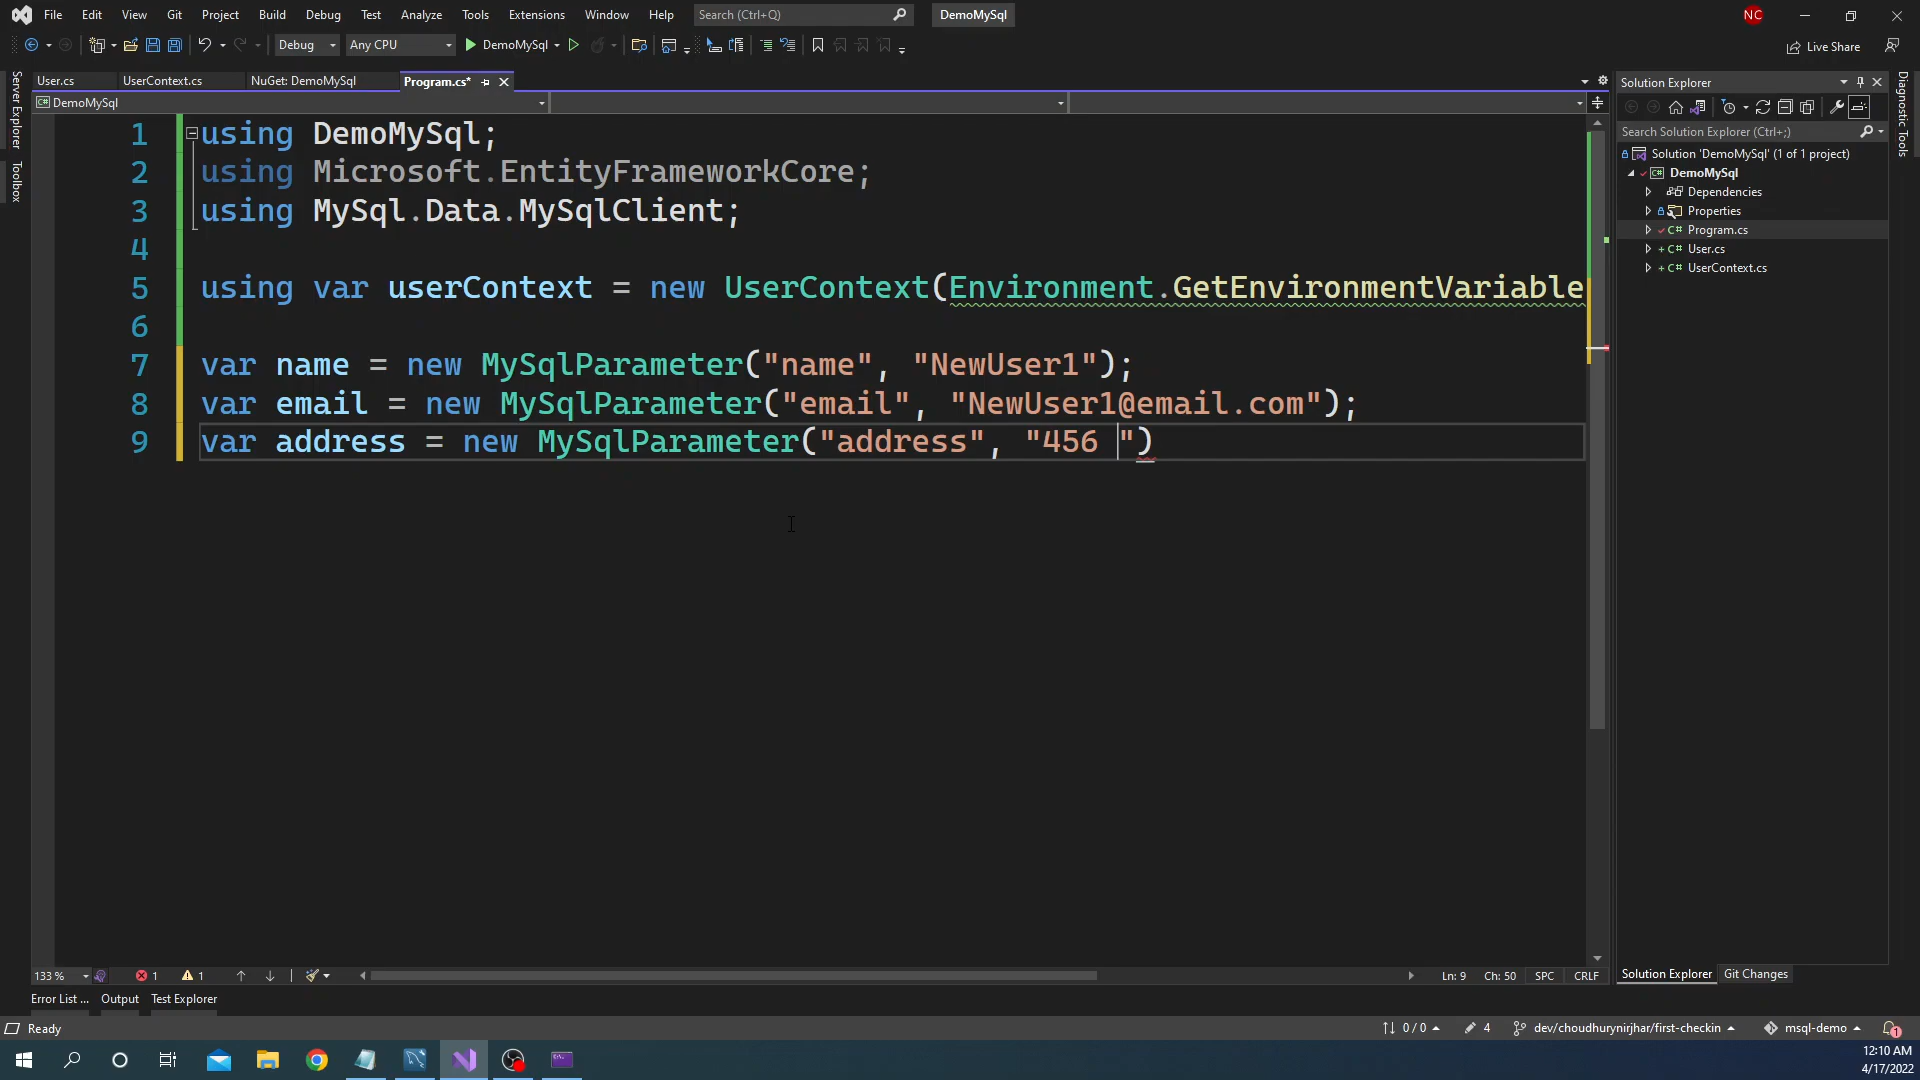 File Edit View Git Project Build Debug Test Analyze Tools Extensions Window Help Search (Ctrl+Q) DemoMySql NC
Debug Any CPU DemoMySql Live Share
Server Explorer
Toolbox
User.cs UserContext.cs NuGet: DemoMySql Program.cs*
DemoMySql
1 using DemoMySql;
2 using Microsoft.EntityFrameworkCore;
3 using MySql.Data.MySqlClient;
4
5 using var userContext = new UserContext(Environment.GetEnvironmentVariable
6
7 var name = new MySqlParameter("name", "NewUser1");
8 var email = new MySqlParameter("email", "NewUser1@email.com");
9 var address = new MySqlParameter("address", "456 ")
Solution Explorer
Search Solution Explorer (Ctrl+;)
Solution 'DemoMySql' (1 of 1 project)
DemoMySql
Dependencies
Properties
Program.cs
User.cs
UserContext.cs
Diagnostic Tools
133 % 1 1 Ln: 9 Ch: 50 SPC CRLF
Solution Explorer Git Changes
Error List ... Output Test Explorer
Ready 0 / 0 4 dev/choudhurynirjhar/first-checkin msql-demo 1
12:10 AM
4/17/2022